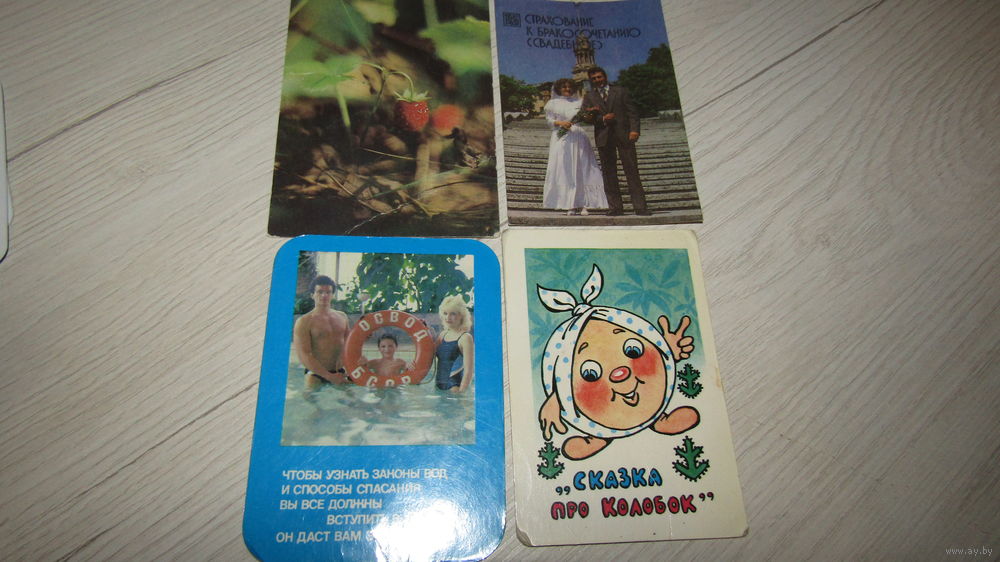 СТРАХОВАНИЕ
К БРАКОСОЧЕТАНИЮ
(СВАДЕБНОЕ)
ОСВОД
БССР
ЧТОБЫ УЗНАТЬ ЗАКОНЫ ВОД
И СПОСОБЫ СПАСАНИЯ
ВЫ ВСЕ ДОЛЖНЫ
ОН ДАСТ ВАМ
„СКАЗКА
ПРО КОЛОБОК"
www.ay.by